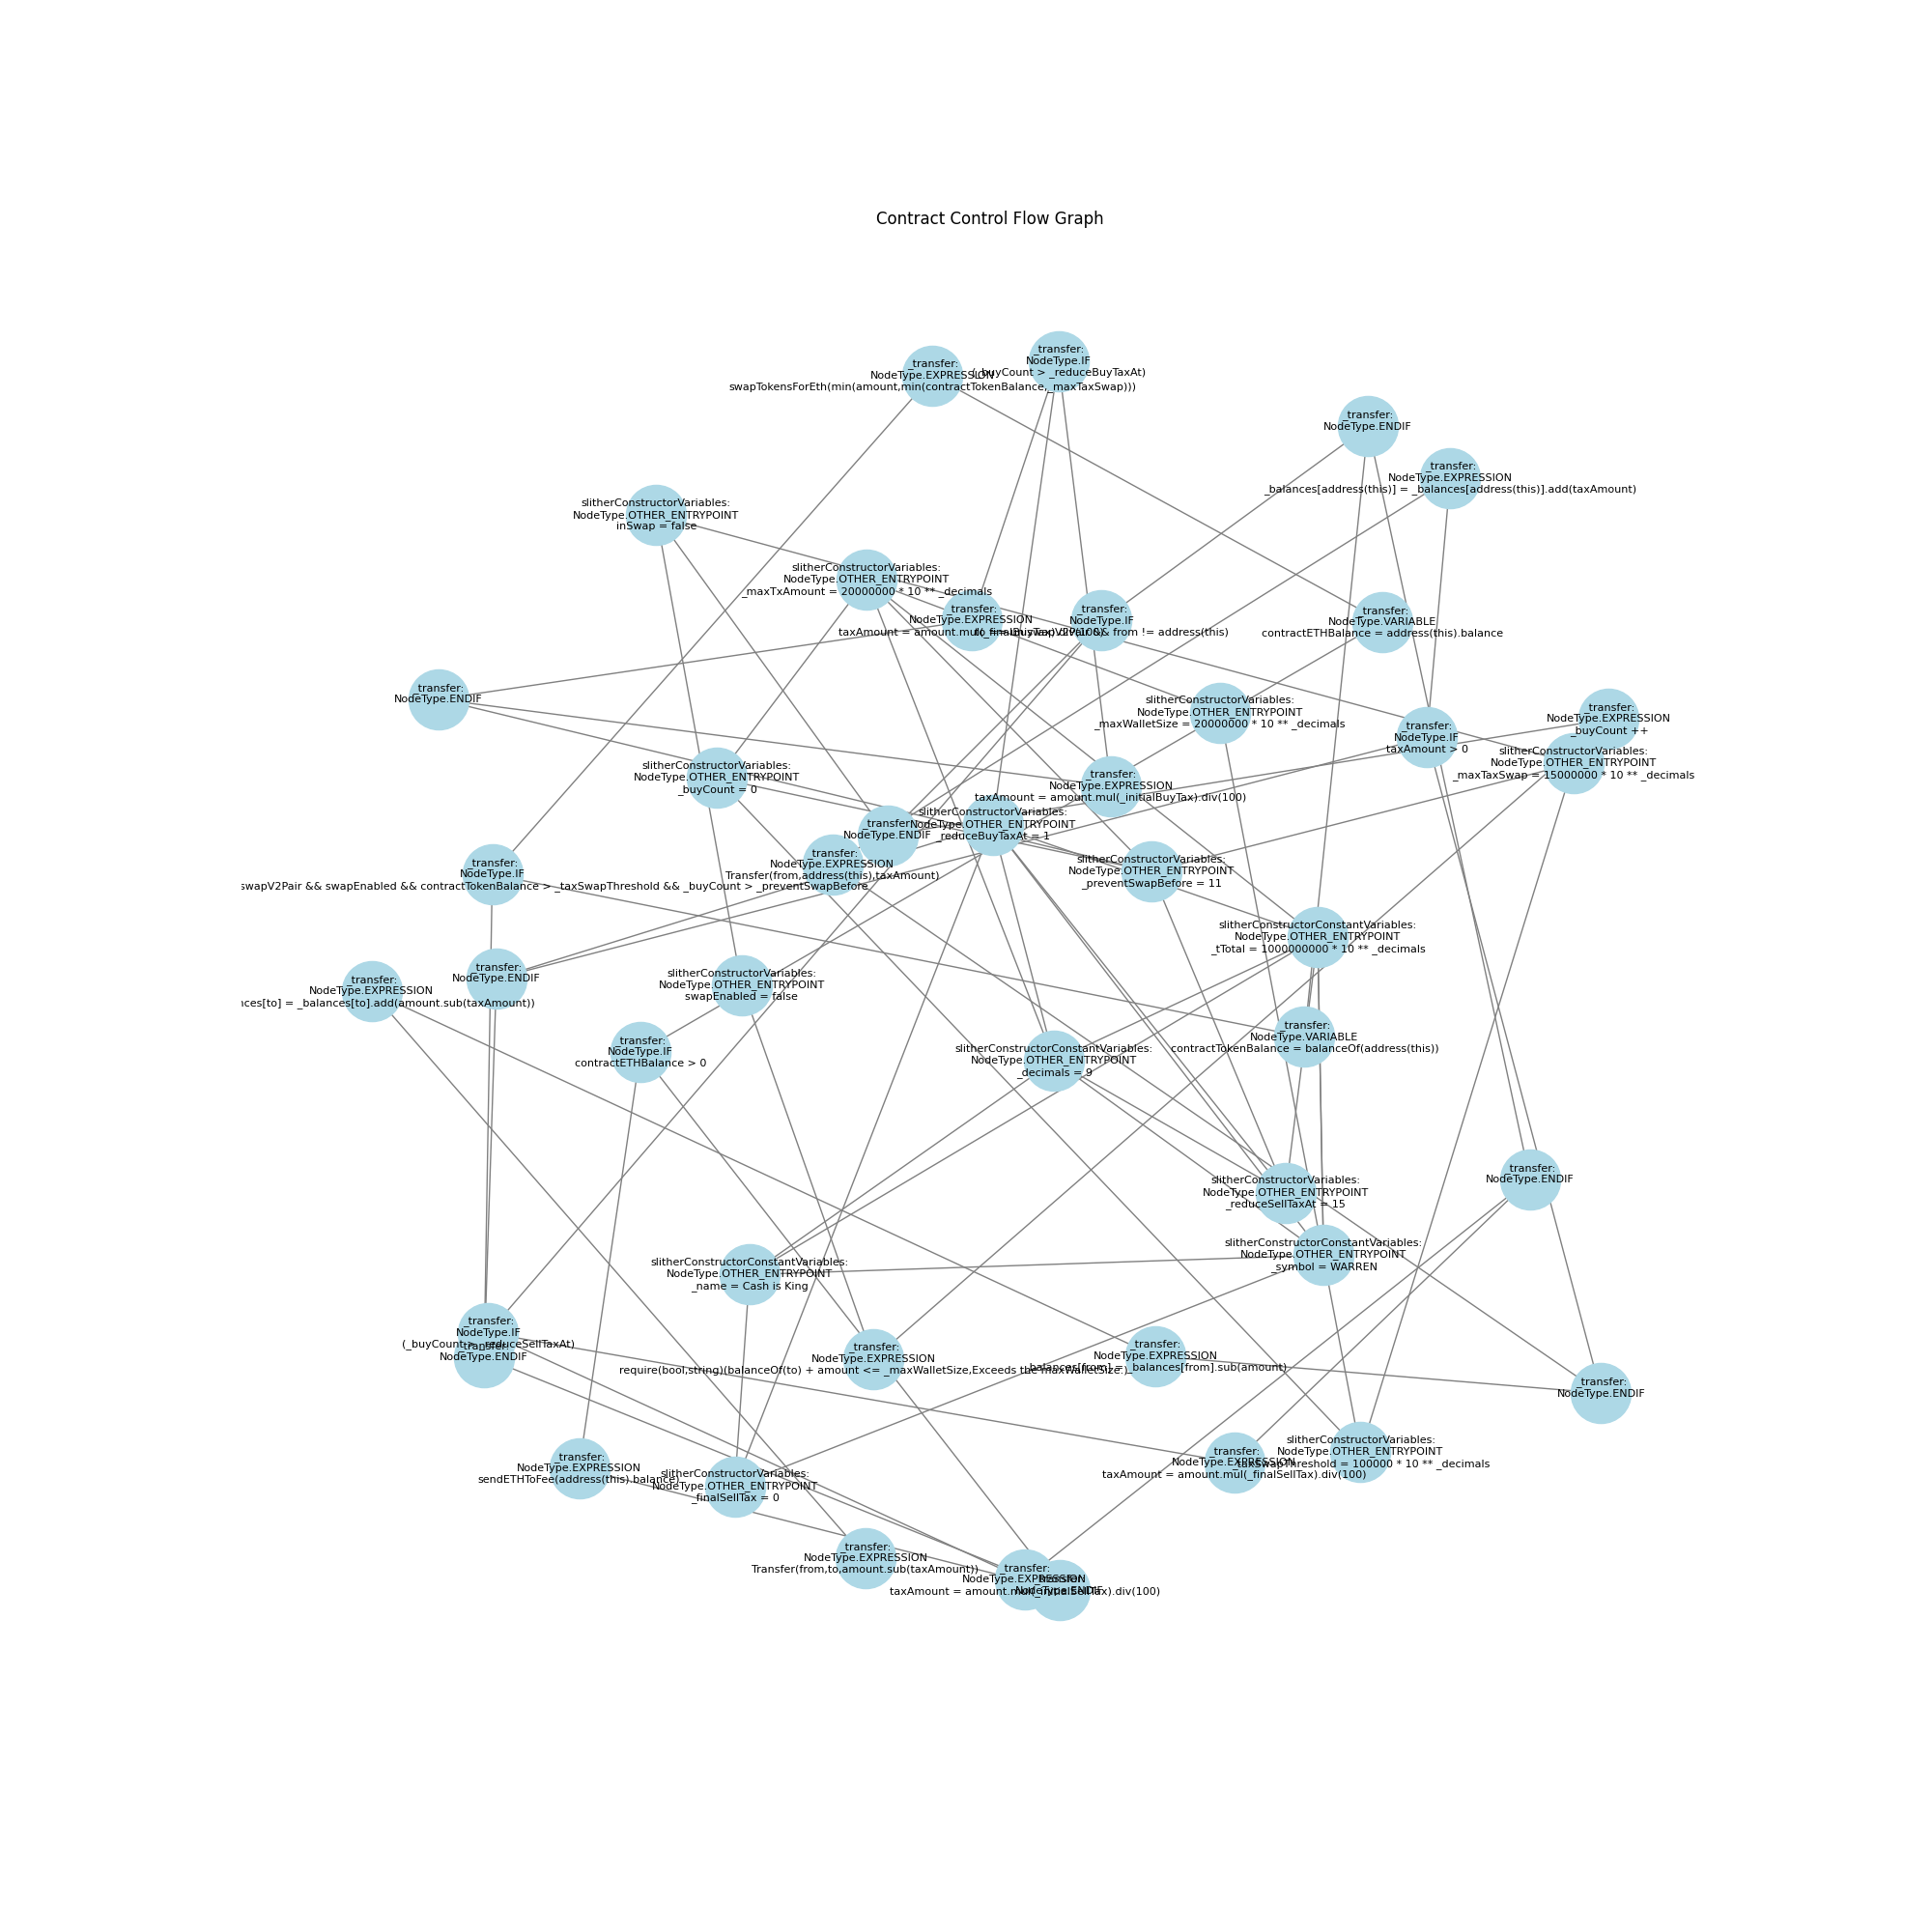 Contract Control Flow Graph
_transfer:
NodeType.IF
(_buyCount > _reduceBuyTaxAt)
_transfer:
NodeType.EXPRESSION
swapTokensForEth(min(amount,min(contractTokenBalance,_maxTaxSwap)))
_transfer:
NodeType.ENDIF
_transfer:
NodeType.EXPRESSION
_balances[address(this)] = _balances[address(this)].add(taxAmount)
slitherConstructorVariables:
NodeType.OTHER_ENTRYPOINT
inSwap = false
slitherConstructorVariables:
NodeType.OTHER_ENTRYPOINT
_maxTxAmount = 20000000 * 10 ** _decimals
_transfer:
NodeType.EXPRESSION
taxAmount = amount.mul(_finalBuyTax).div(100)
_transfer:
NodeType.IF
&& from != address(this)
_transfer:
NodeType.VARIABLE
contractETHBalance = address(this).balance
_transfer:
NodeType.ENDIF
slitherConstructorVariables:
NodeType.OTHER_ENTRYPOINT
_maxWalletSize = 20000000 * 10 ** _decimals
_transfer:
NodeType.EXPRESSION
_buyCount ++
_transfer:
NodeType.IF
taxAmount > 0
slitherConstructorVariables:
NodeType.OTHER_ENTRYPOINT
_maxTaxSwap = 15000000 * 10 ** _decimals
slitherConstructorVariables:
NodeType.OTHER_ENTRYPOINT
_buyCount = 0
_transfer:
NodeType.EXPRESSION
taxAmount = amount.mul(_initialBuyTax).div(100)
slitherConstructorVariables:
NodeType.OTHER_ENTRYPOINT
_reduceBuyTaxAt = 1
_transfer:
NodeType.ENDIF
_transfer:
NodeType.EXPRESSION
Transfer(from,address(this),taxAmount)
slitherConstructorVariables:
NodeType.OTHER_ENTRYPOINT
_preventSwapBefore = 11
_transfer:
NodeType.IF
swapV2Pair && swapEnabled && contractTokenBalance > _taxSwapThreshold && _buyCount > _preventSwapBefore
slitherConstructorConstantVariables:
NodeType.OTHER_ENTRYPOINT
_tTotal = 1000000000 * 10 ** _decimals
_transfer:
NodeType.ENDIF
slitherConstructorVariables:
NodeType.OTHER_ENTRYPOINT
swapEnabled = false
_transfer:
NodeType.EXPRESSION
nces[to] = _balances[to].add(amount.sub(taxAmount))
_transfer:
NodeType.VARIABLE
contractTokenBalance = balanceOf(address(this))
_transfer:
NodeType.IF
contractETHBalance > 0
slitherConstructorConstantVariables:
NodeType.OTHER_ENTRYPOINT
_decimals = 9
_transfer:
NodeType.ENDIF
slitherConstructorVariables:
NodeType.OTHER_ENTRYPOINT
_reduceSellTaxAt = 15
slitherConstructorConstantVariables:
NodeType.OTHER_ENTRYPOINT
_symbol = WARREN
slitherConstructorConstantVariables:
NodeType.OTHER_ENTRYPOINT
_name = Cash is King
_transfer:
NodeType.IF
(_buyCount > _reduceSellTaxAt)
_transfer:
NodeType.ENDIF
_transfer:
NodeType.EXPRESSION
require(bool,string)(balanceOf(to) + amount <= _maxWalletSize,Exceeds the maxWalletSize.)
_transfer:
NodeType.EXPRESSION
_balances[from] = _balances[from].sub(amount)
_transfer:
NodeType.ENDIF
slitherConstructorVariables:
NodeType.OTHER_ENTRYPOINT
_taxSwapThreshold = 100000 * 10 ** _decimals
_transfer:
NodeType.EXPRESSION
taxAmount = amount.mul(_finalSellTax).div(100)
_transfer:
NodeType.EXPRESSION
sendETHToFee(address(this).balance)
slitherConstructorVariables:
NodeType.OTHER_ENTRYPOINT
_finalSellTax = 0
_transfer:
NodeType.EXPRESSION
Transfer(from,to,amount.sub(taxAmount))
_transfer:
NodeType.EXPRESSION
taxAmount = amount.mul(_initialSellTax).div(100)
_transfer:
NodeType.ENDIF